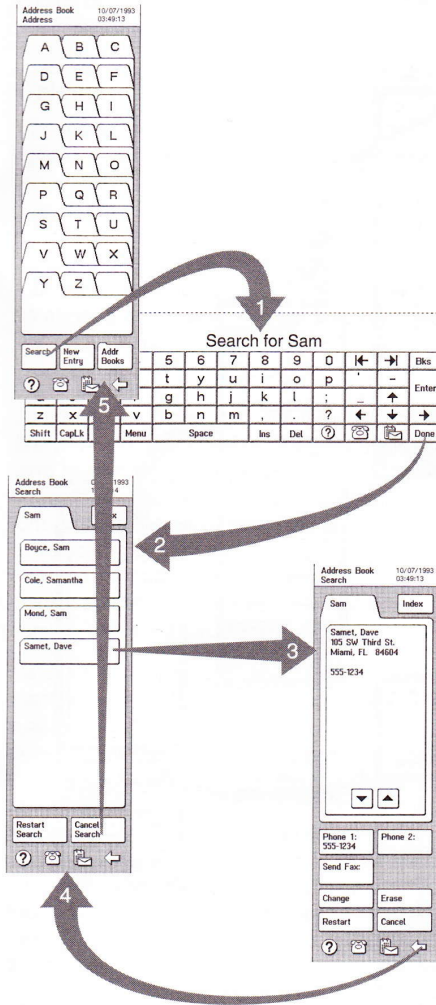 Address Book 10/07/1993
Address 03:49:13
A B C
D E F
G H I
J K L
M N O
P Q R
S T U
V W X
Y Z
1
Search New Entry Addr Books
Search for Sam
5 6 7 8 9 0 Bks
t y u i o p ' -
Enter
g h j k l ; _
z x v b n m , . ?
Shift CapLk Menu Space Ins Del ? Done
?
5
Address Book 1993
Search
Sam
2
Boyce, Sam
Cole, Samantha
Mond, Sam
Samet, Dave
3
Restart Search
Cancel Search
?
4
Address Book 10/07/1993
Search 03:49:13
Sam Index
Samet, Dave
105 SW Third St.
Miami, FL 84604
555-1234
Phone 1: Phone 2:
555-1234
Send Fax:
Change Erase
Restart Cancel
?